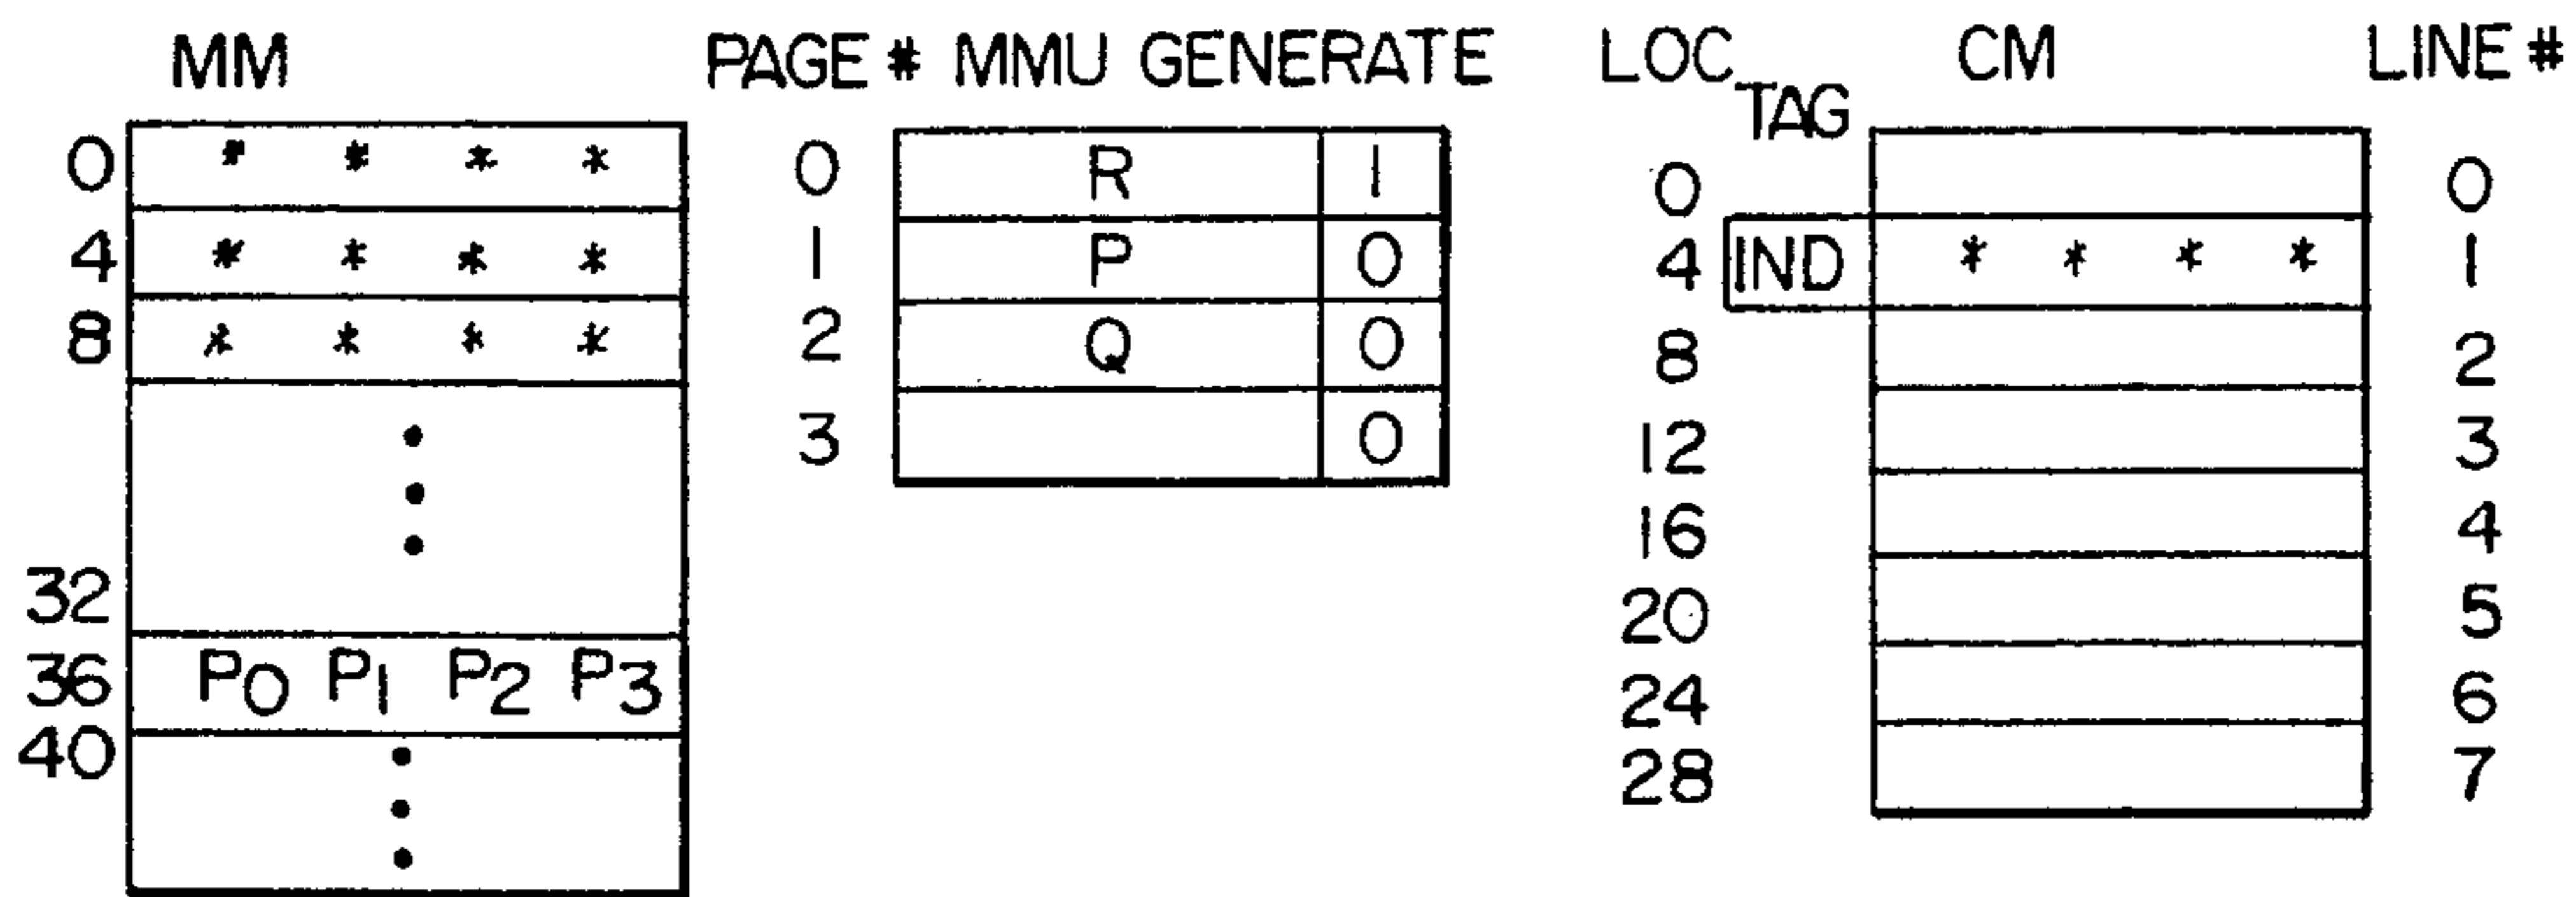 MM PAGE # MMU GENERATE LOC TAG CM LINE #
0 * * * * 0 R 1 0 0
4 * * * * 1 P 0 4 IND * * * * 1
8 * * * * 2 Q 0 8 2
3 0 12 3
16 4
32 20 5
36 P0 P1 P2 P3 24 6
40 28 7